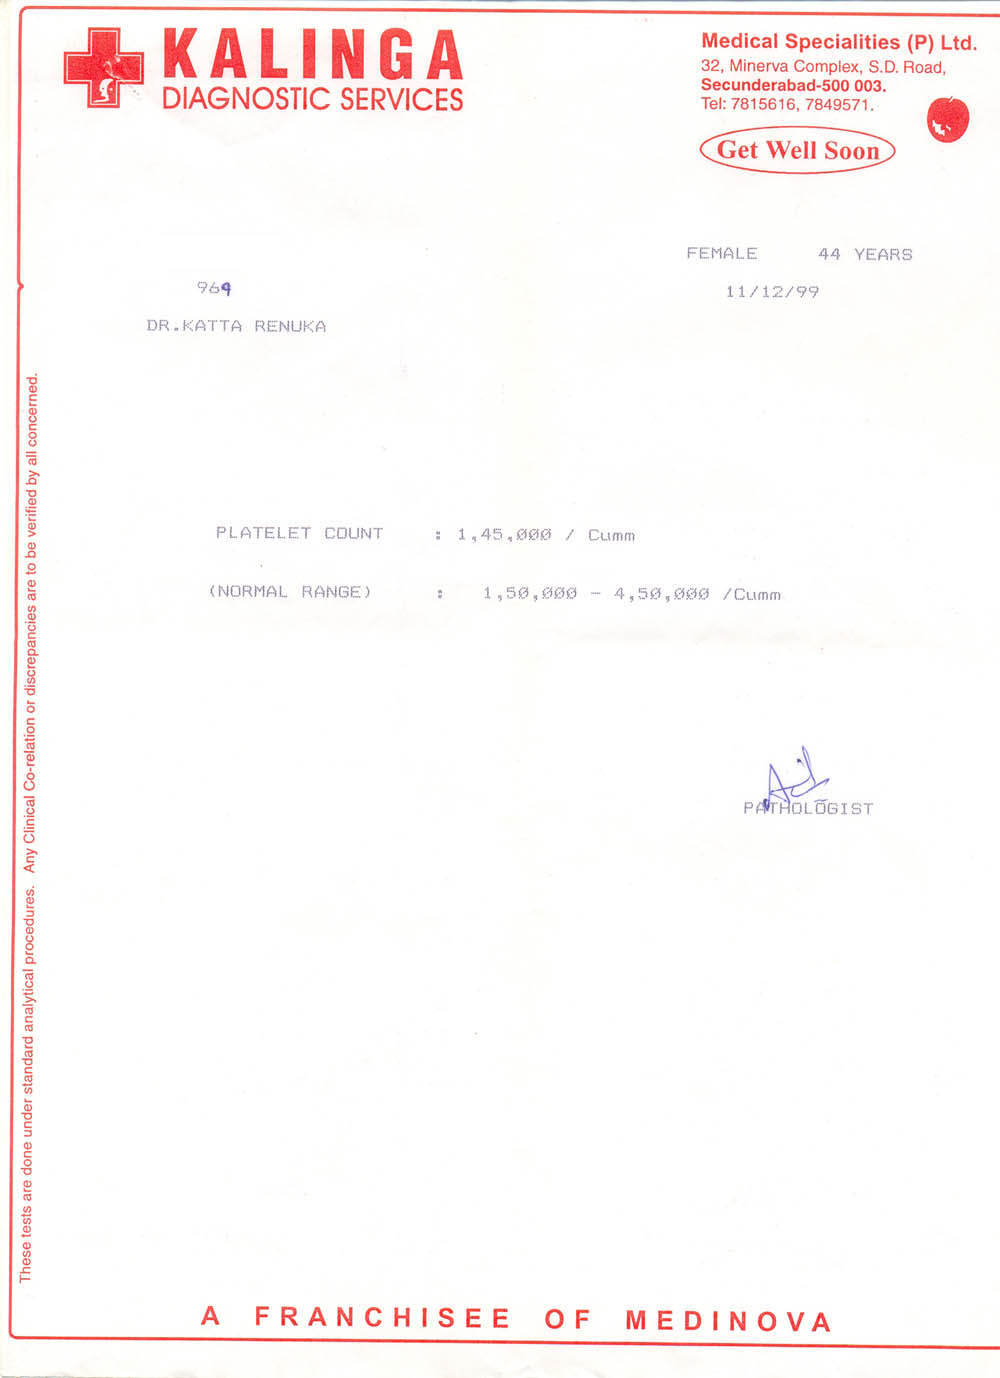 KALINGA
DIAGNOSTIC SERVICES
Medical Specialities (P) Ltd.
32, Minerva Complex, S.D. Road,
Secunderabad-500 003.
Tel: 7815616, 7849571.
Get Well Soon
FEMALE 44 YEARS
969
11/12/99
DR.KATTA RENUKA
PLATELET COUNT : 1,45,000 / Cumm
(NORMAL RANGE) : 1,50,000 - 4,50,000 /Cumm
PATHOLOGIST
These tests are done under standard analytical procedures. Any Clinical Co-relation or discrepancies are to be verified by all concerned.
A FRANCHISEE OF MEDINOVA